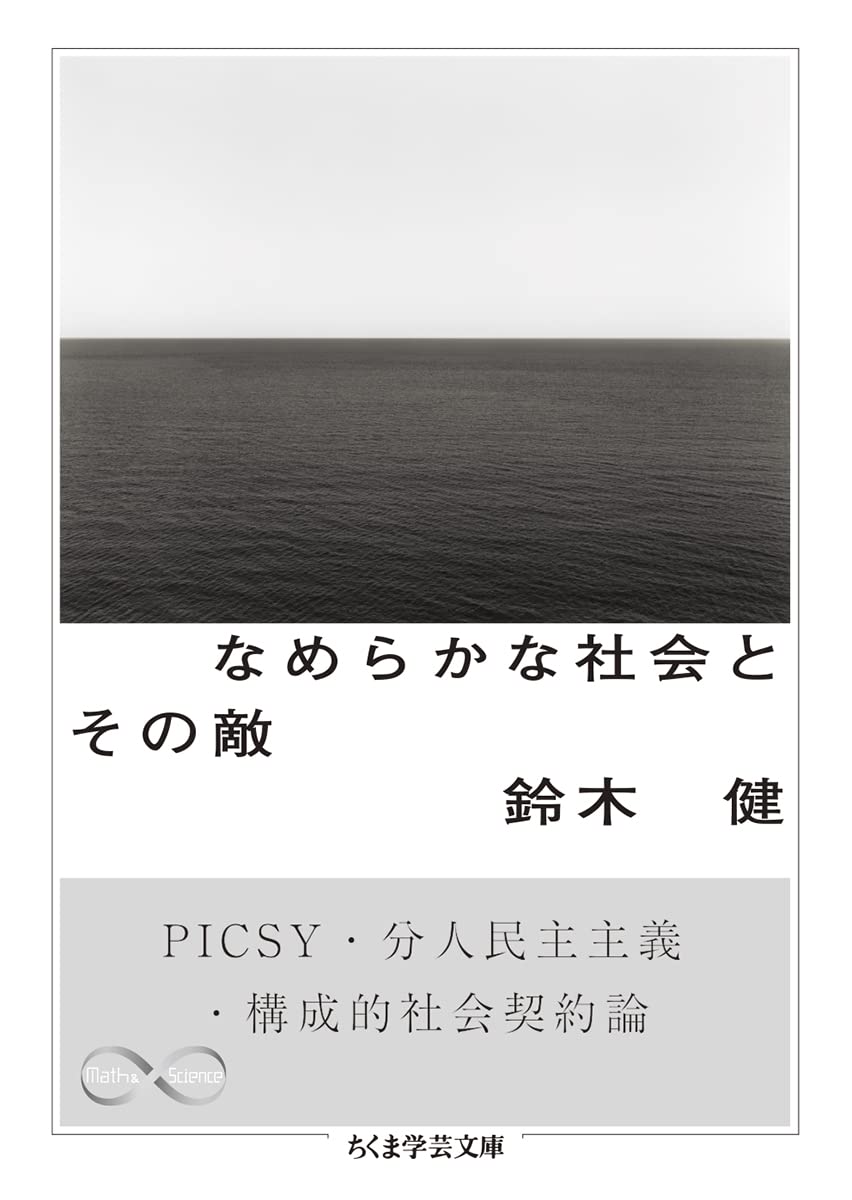 なめらかな社会と
その敵
鈴木 健
PICSY・分人民主主義
・構成的社会契約論
Math & Science
ちくま学芸文庫